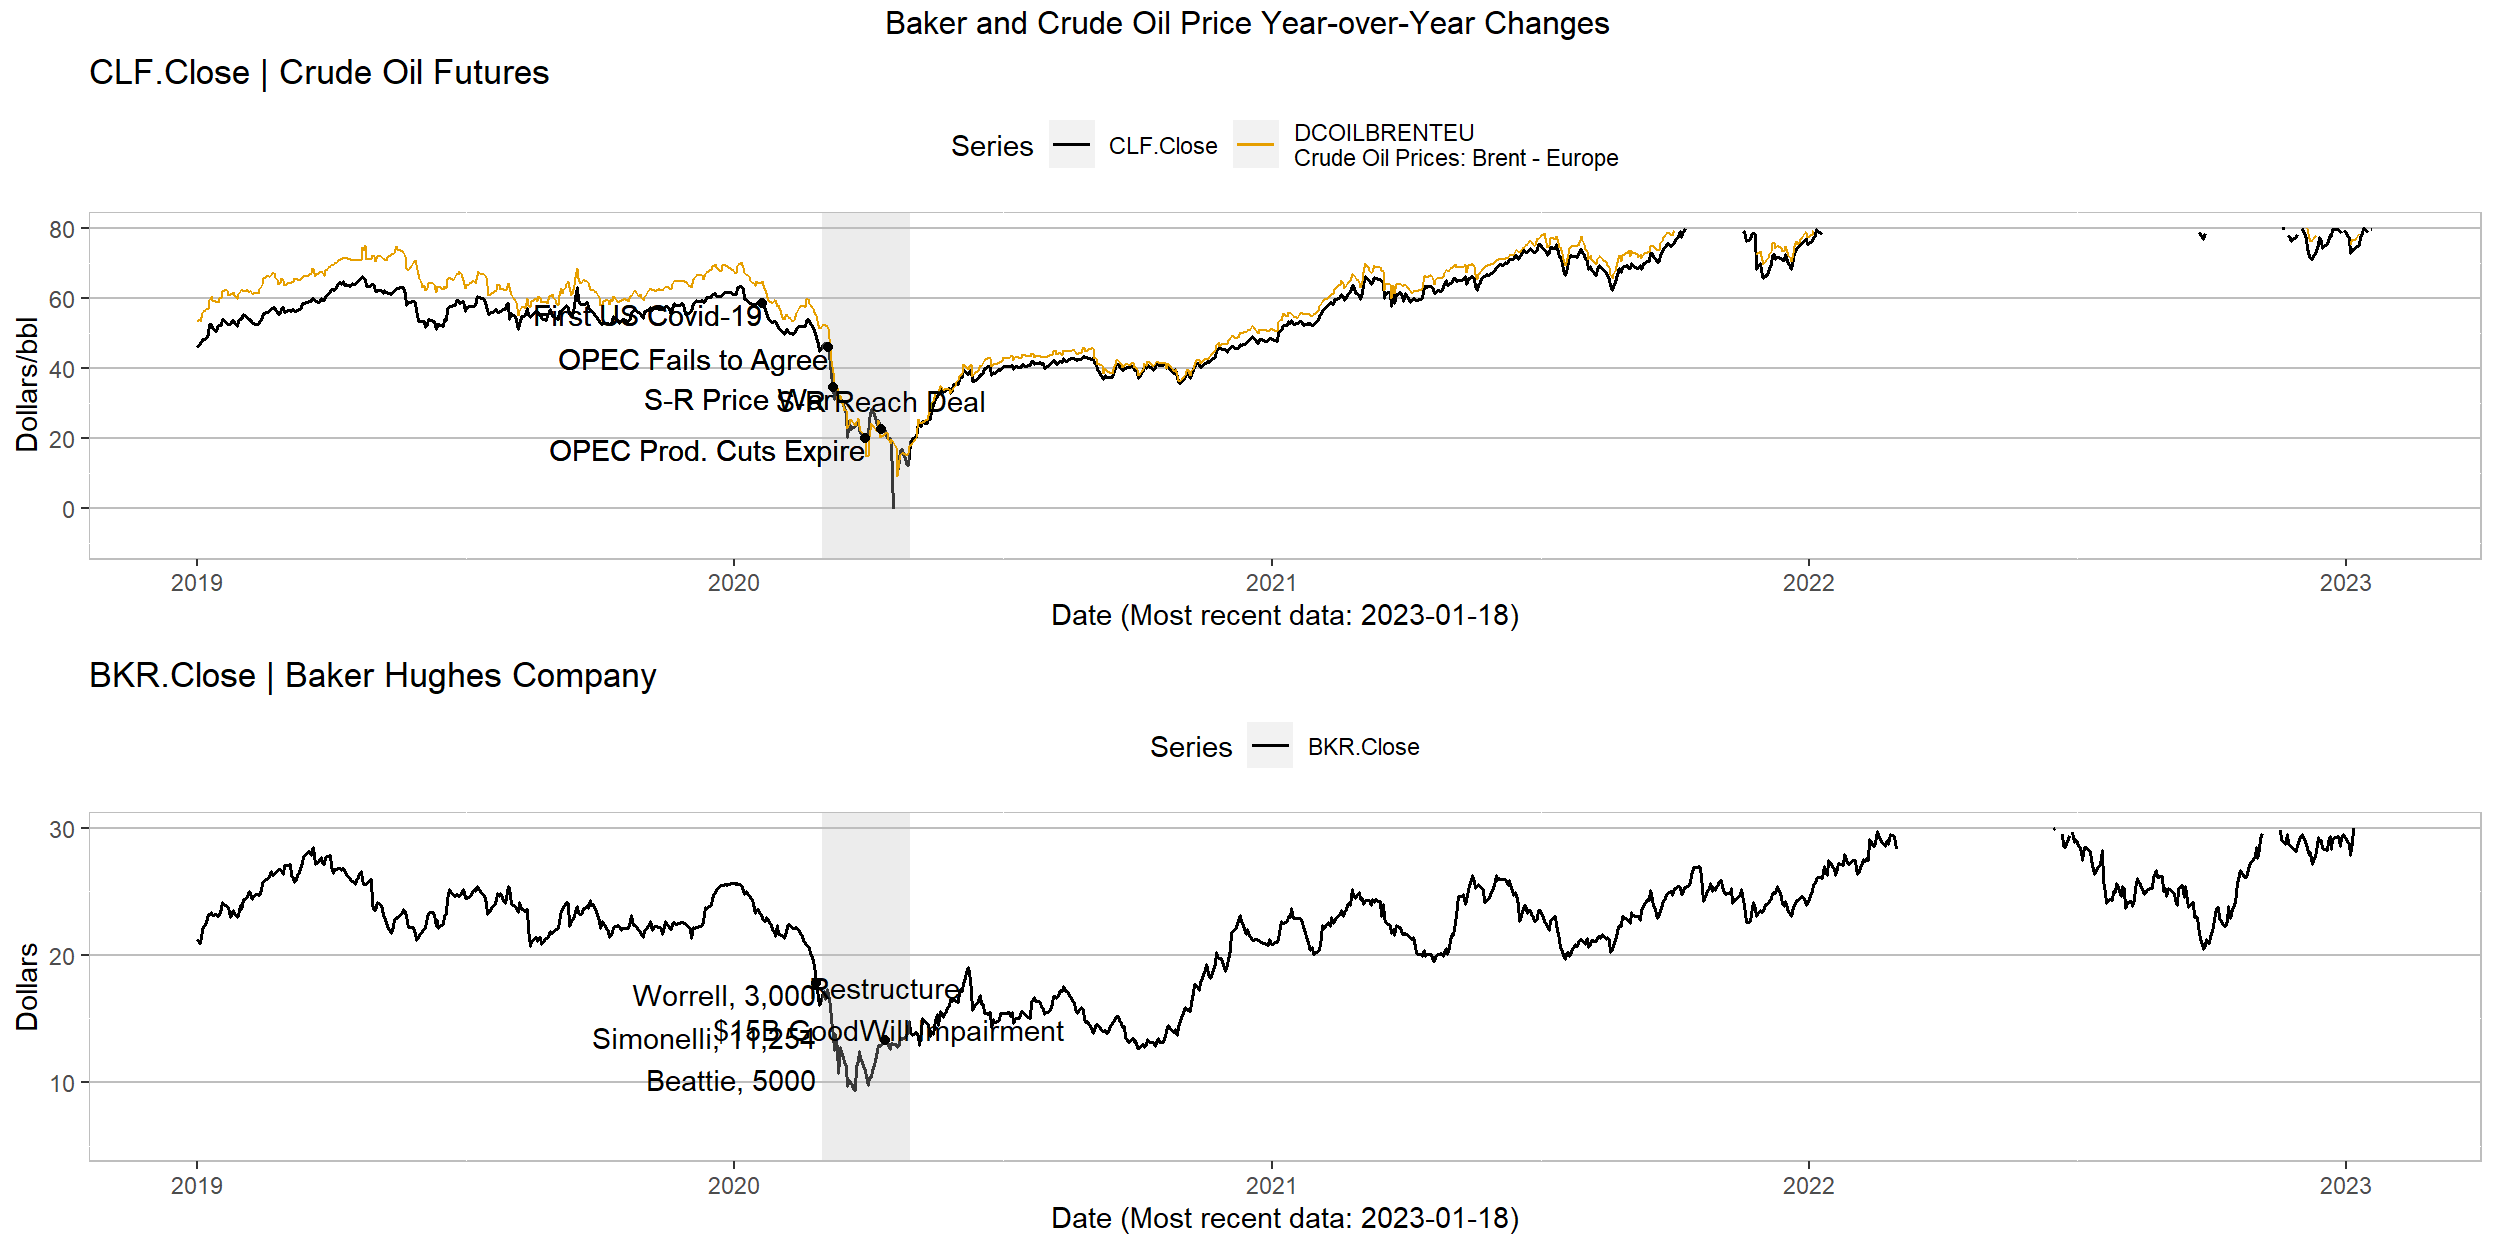 Baker and Crude Oil Price Year-over-Year Changes
CLF.Close | Crude Oil Futures
Series CLF.Close DCOILBRENTEU
Crude Oil Prices: Brent - Europe
80
60
40
20
0
Dollars/bbl
First US Covid-19
OPEC Fails to Agree
S-R Price War
S-R Reach Deal
OPEC Prod. Cuts Expire
2019 2020 2021 2022 2023
Date (Most recent data: 2023-01-18)
BKR.Close | Baker Hughes Company
Series BKR.Close
30
20
10
Dollars
Worrell, 3,000
Restructure
Simonelli, 11,254
$15B GoodWill Impairment
Beattie, 5000
2019 2020 2021 2022 2023
Date (Most recent data: 2023-01-18)